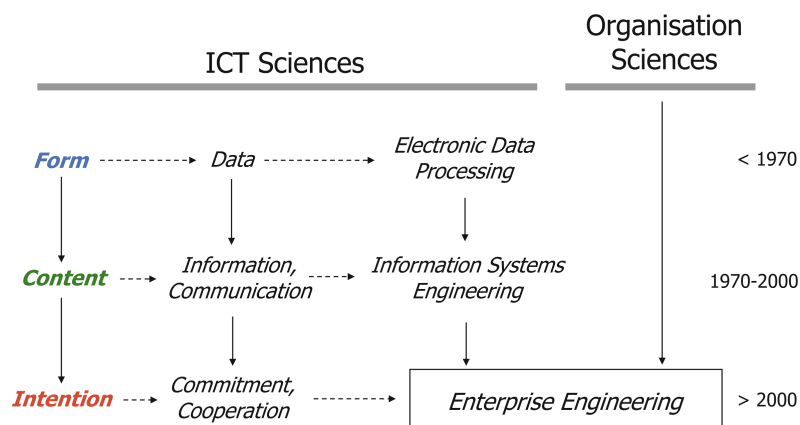 ICT Sciences
Organisation
Sciences
Form
Data
Electronic Data
Processing
< 1970
Content
Information,
Communication
Information Systems
Engineering
1970-2000
Intention
Commitment,
Cooperation
Enterprise Engineering
> 2000